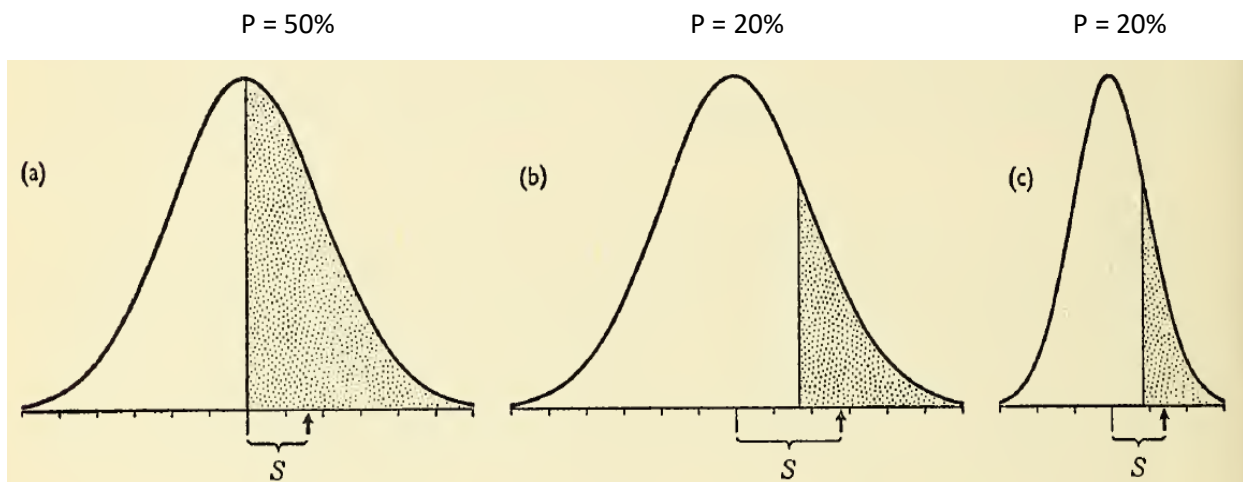 P = 50%
P = 20%
P = 20%
(a)
(b)
(c)
S
S
S